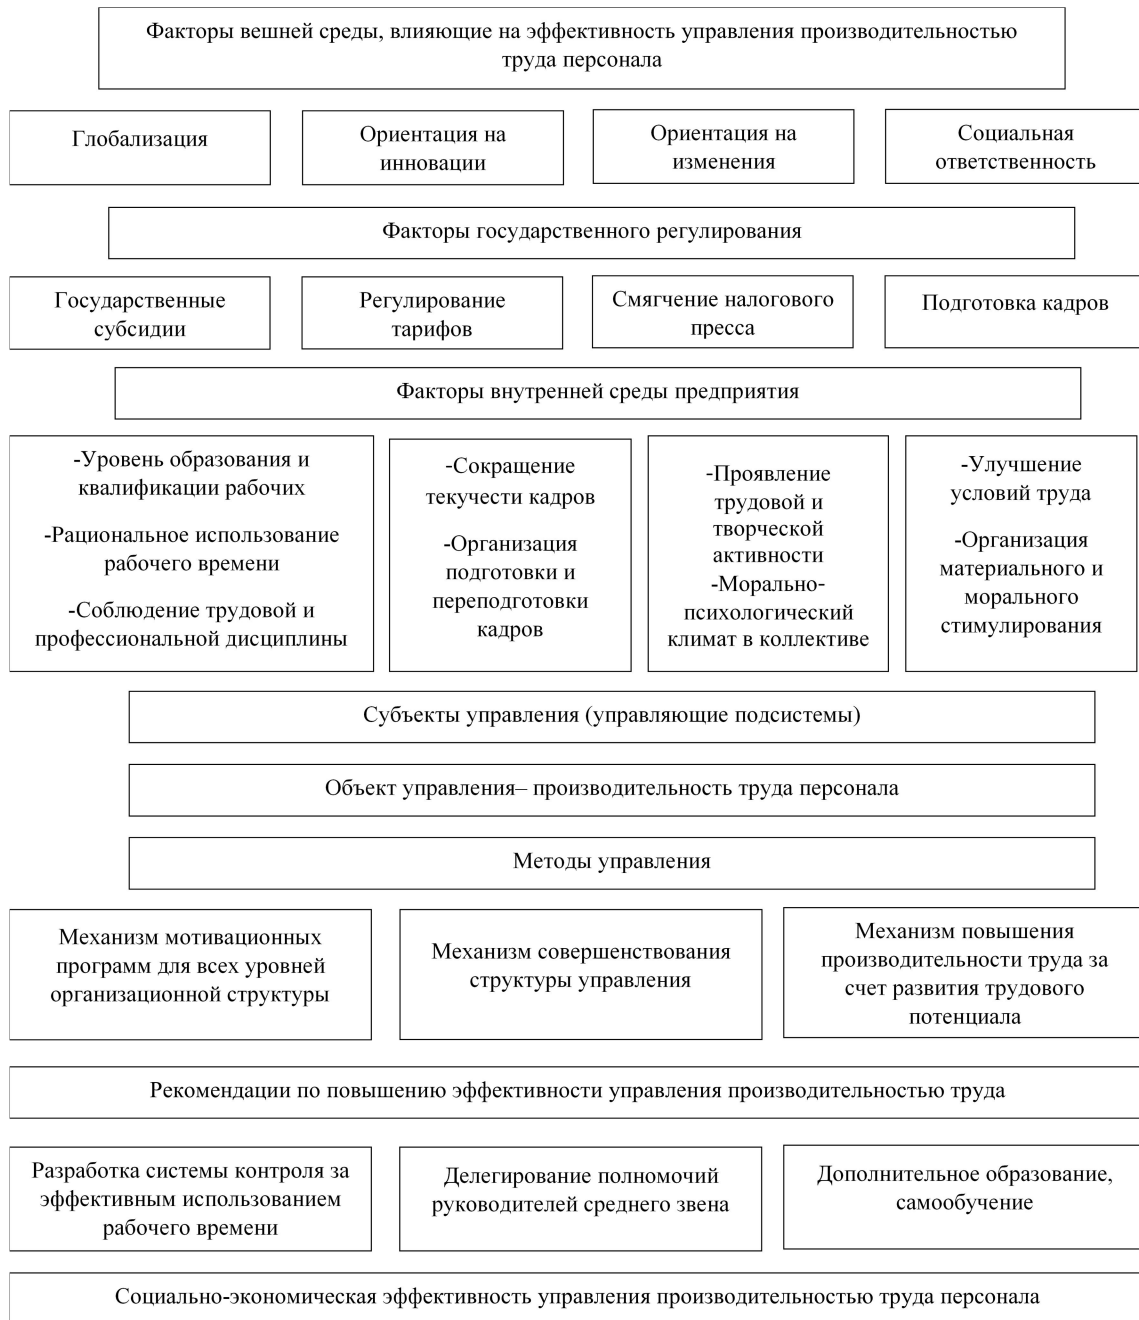 Факторы вешней среды, влияющие на эффективность управления производительностью
труда персонала
Глобализация
Ориентация на
инновации
Ориентация на
изменения
Социальная
ответственность
Факторы государственного регулирования
Государственные
субсидии
Регулирование
тарифов
Смягчение налогового
пресса
Подготовка кадров
Факторы внутренней среды предприятия
-Уровень образования и
квалификации рабочих
-Рациональное использование
рабочего времени
-Соблюдение трудовой и
профессиональной дисциплины
-Сокращение
текучести кадров
-Организация
подготовки и
переподготовки
кадров
-Проявление
трудовой и
творческой
активности
-Морально-
психологический
климат в коллективе
-Улучшение
условий труда
-Организация
материального и
морального
стимулирования
Субъекты управления (управляющие подсистемы)
Объект управления– производительность труда персонала
Методы управления
Механизм мотивационных
программ для всех уровней
организационной структуры
Механизм совершенствования
структуры управления
Механизм повышения
производительности труда за
счет развития трудового
потенциала
Рекомендации по повышению эффективности управления производительностью труда
Разработка системы контроля за
эффективным использованием
рабочего времени
Делегирование полномочий
руководителей среднего звена
Дополнительное образование,
самообучение
Социально-экономическая эффективность управления производительностью труда персонала